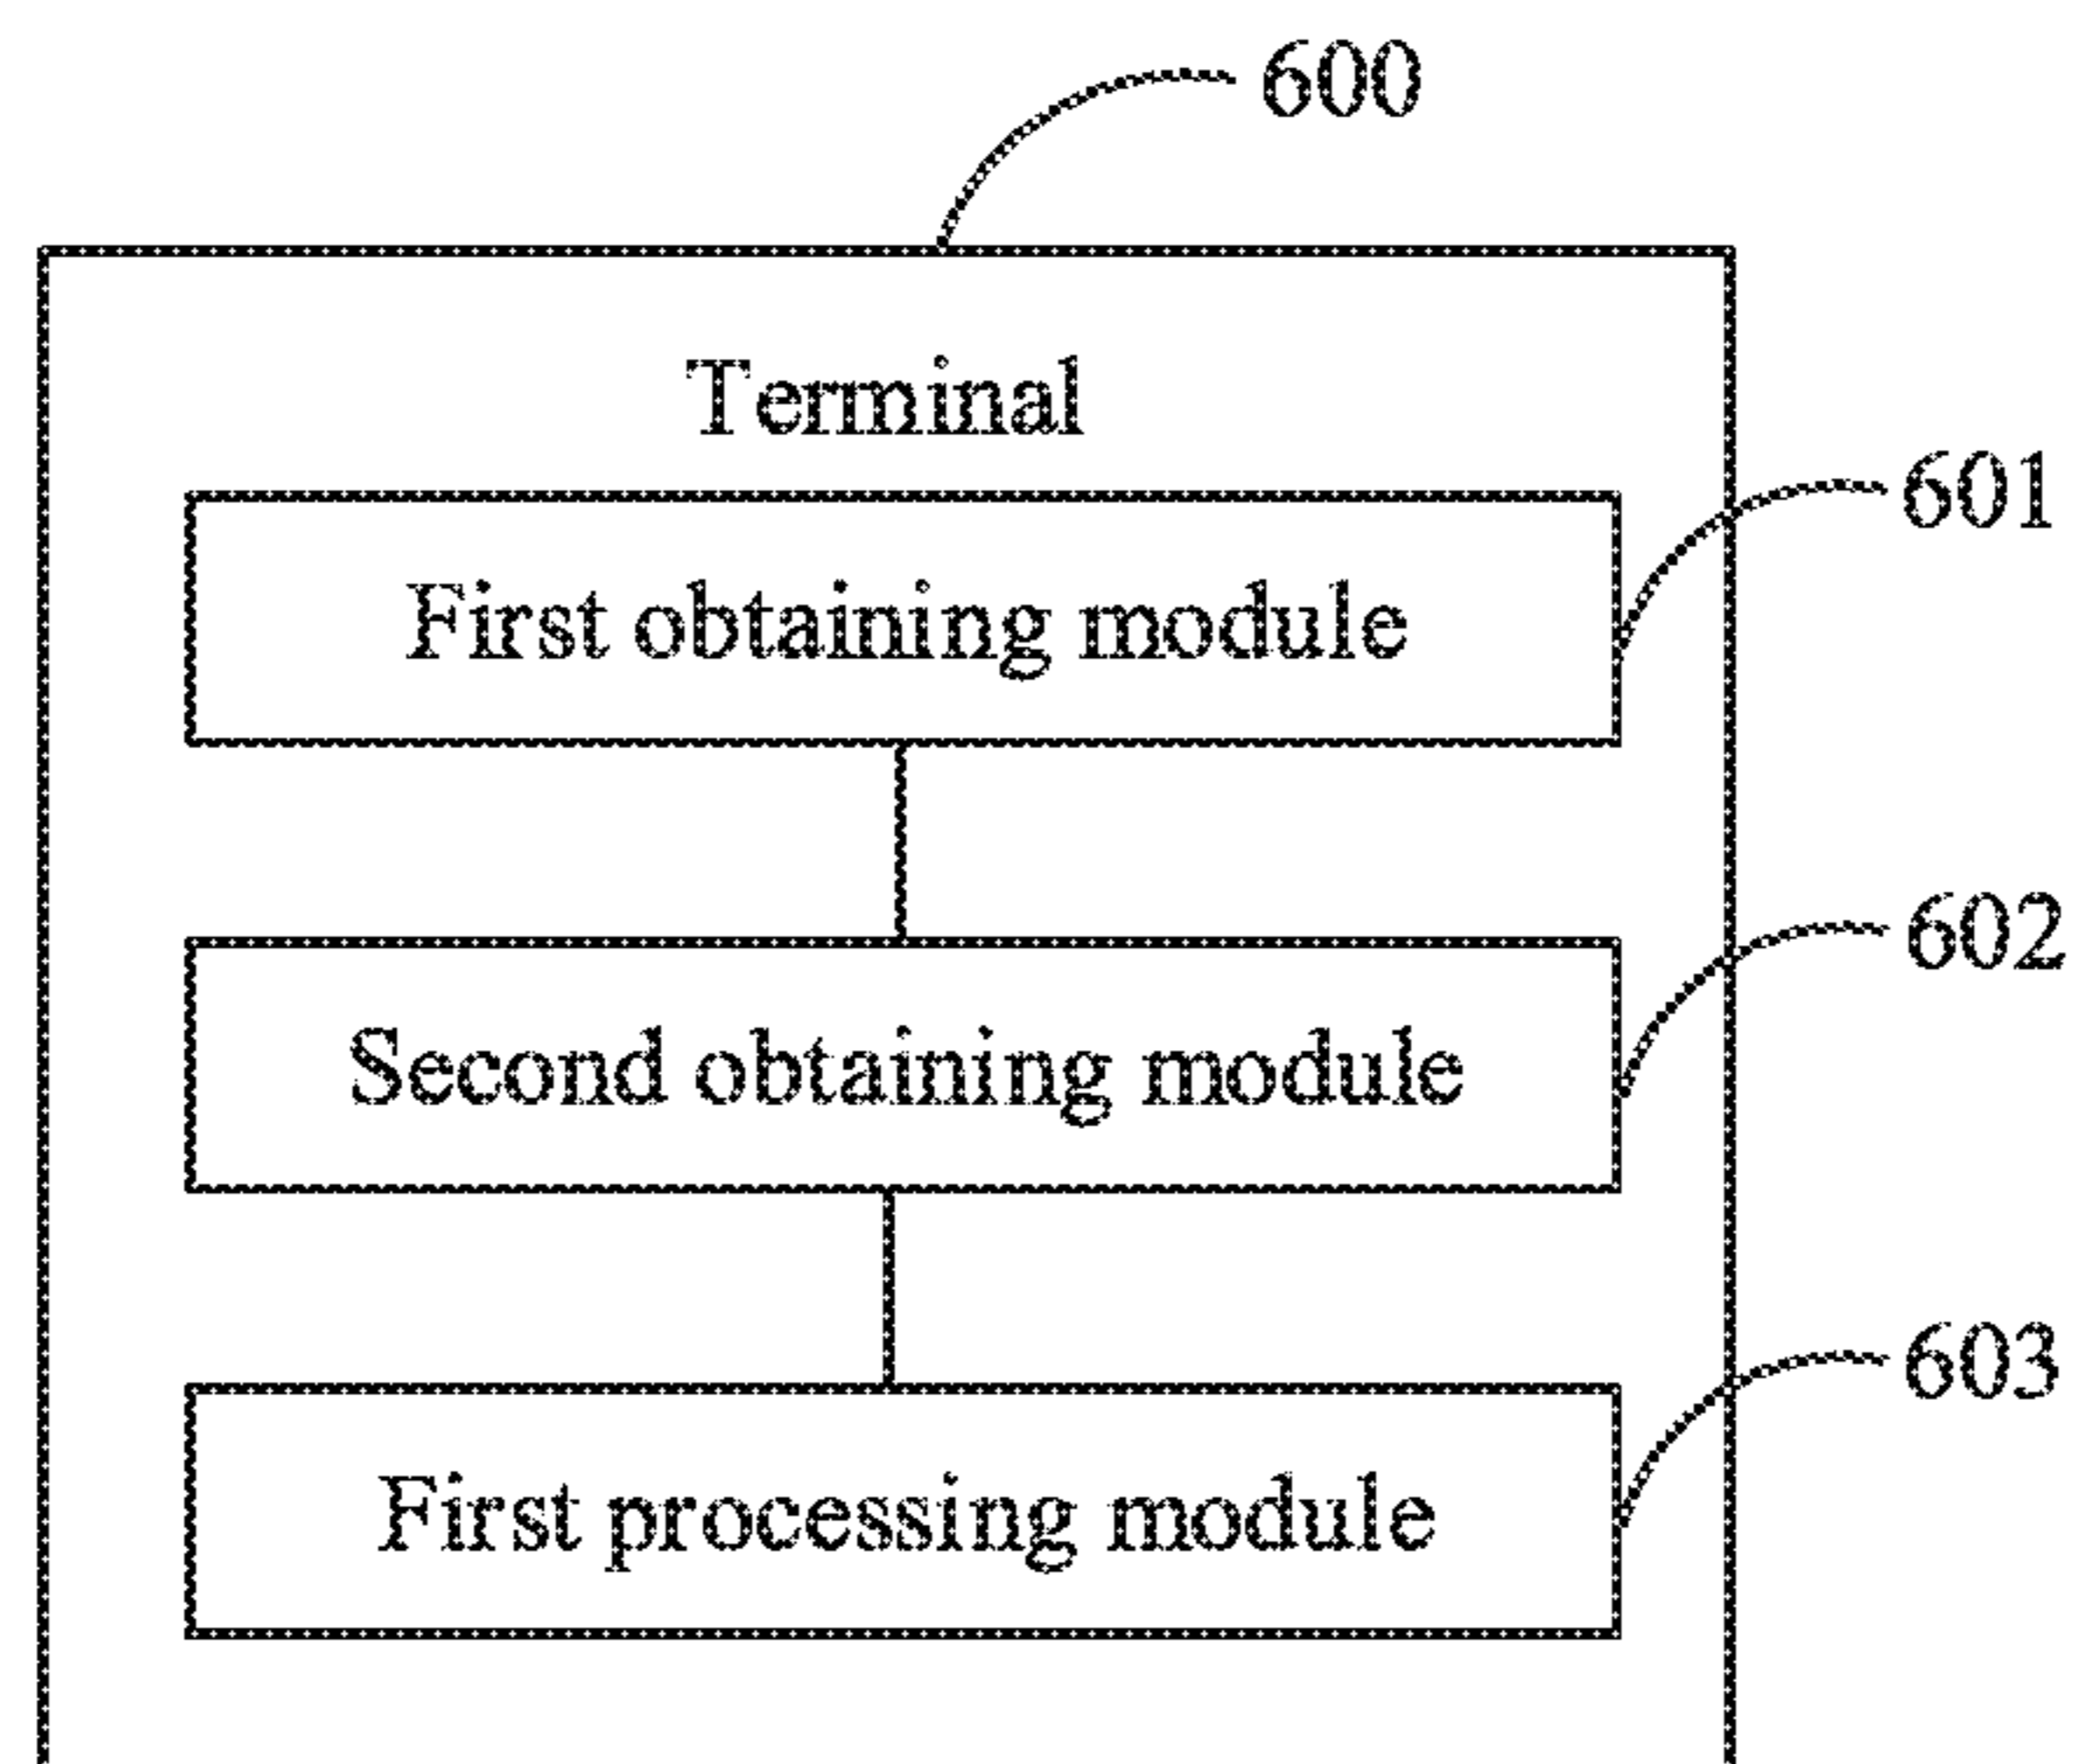 600
Terminal
601
First obtaining module
602
Second obtaining module
603
First processing module